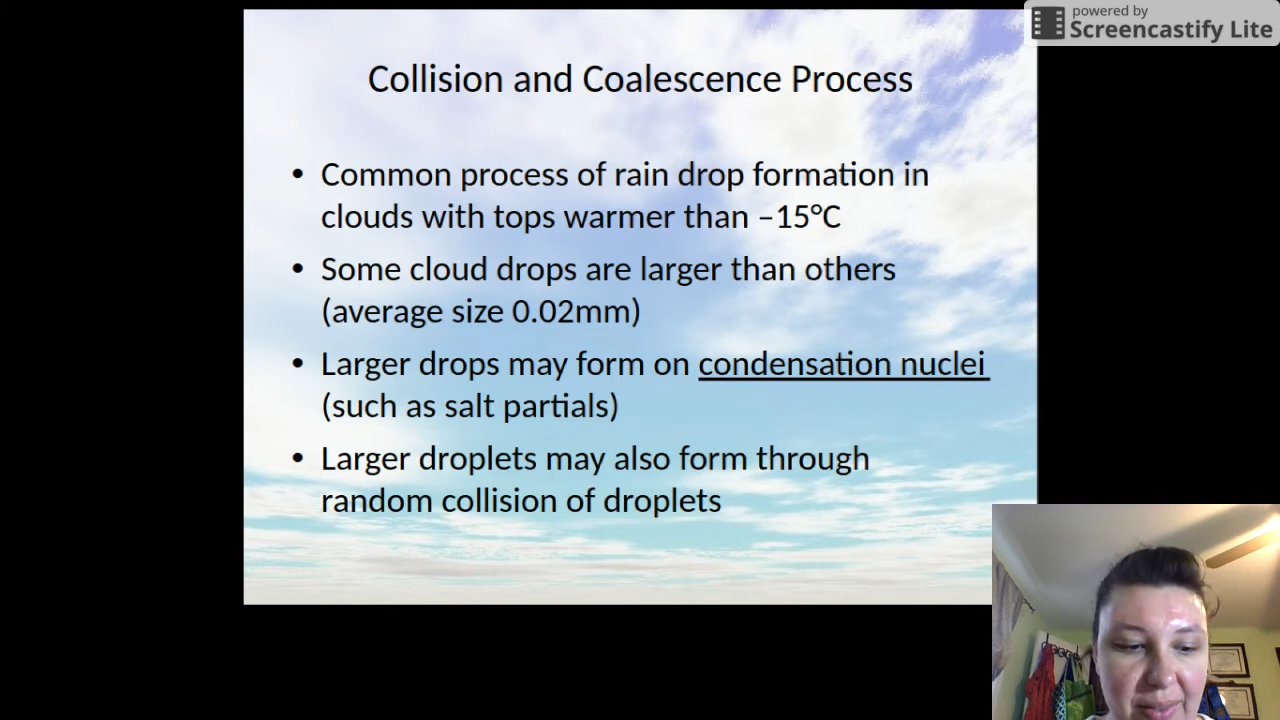 powered by
Screencastify Lite
Collision and Coalescence Process
• Common process of rain drop formation in
clouds with tops warmer than –15°C
• Some cloud drops are larger than others
(average size 0.02mm)
• Larger drops may form on condensation nuclei
(such as salt partials)
• Larger droplets may also form through
random collision of droplets